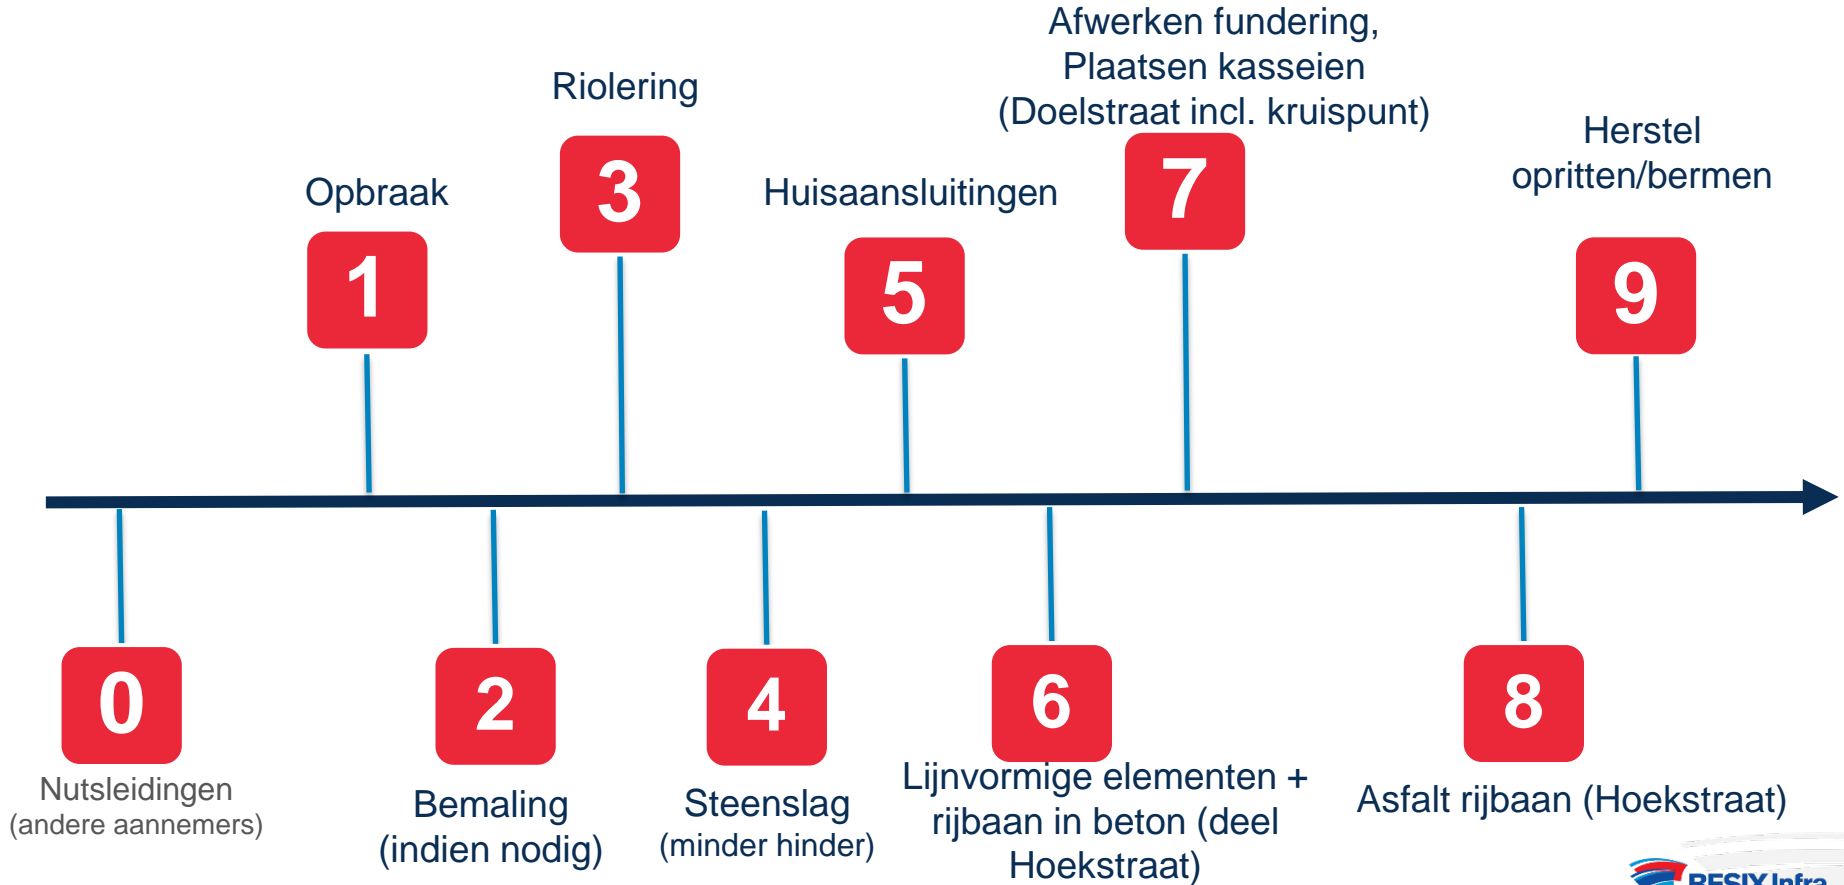 Nutsleidingen
(andere aannemers)
0
Opbraak
1
2
Bemaling
(indien nodig)
Riolering
3
4
Steenslag
(minder hinder)
Huisaansluitingen
5
6
Lijnvormige elementen +
rijbaan in beton (deel
Hoekstraat)
Afwerken fundering,
Plaatsen kasseien
(Doelstraat incl. kruispunt)
7
8
Asfalt rijbaan (Hoekstraat)
Herstel
opritten/bermen
9
BESIX Infra